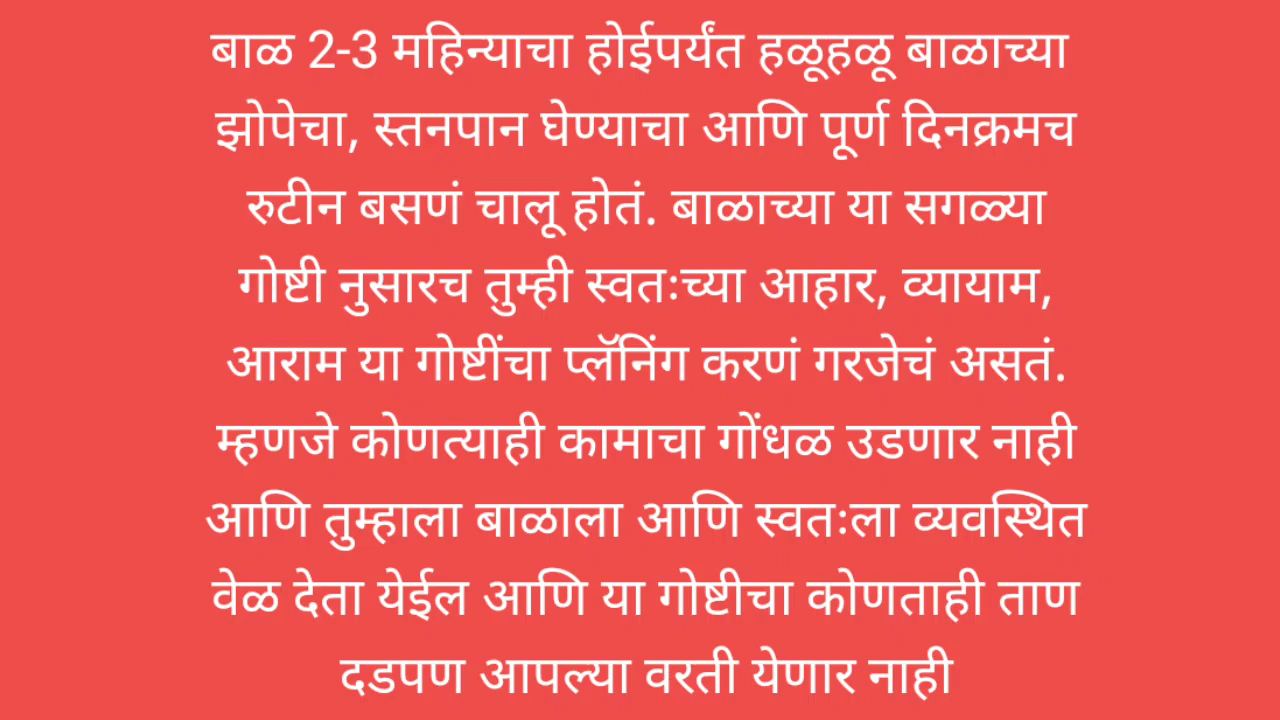 बाळ 2-3 महिन्याचा होईपर्यंत हळूहळू बाळाच्या
झोपेचा, स्तनपान घेण्याचा आणि पूर्ण दिनक्रमच
रुटीन बसणं चालू होतं. बाळाच्या या सगळ्या
गोष्टी नुसारच तुम्ही स्वतःच्या आहार, व्यायाम,
आराम या गोष्टींचा प्लॅनिंग करणं गरजेचं असतं.
म्हणजे कोणत्याही कामाचा गोंधळ उडणार नाही
आणि तुम्हाला बाळाला आणि स्वतःला व्यवस्थित
वेळ देता येईल आणि या गोष्टीचा कोणताही ताण
दडपण आपल्या वरती येणार नाही